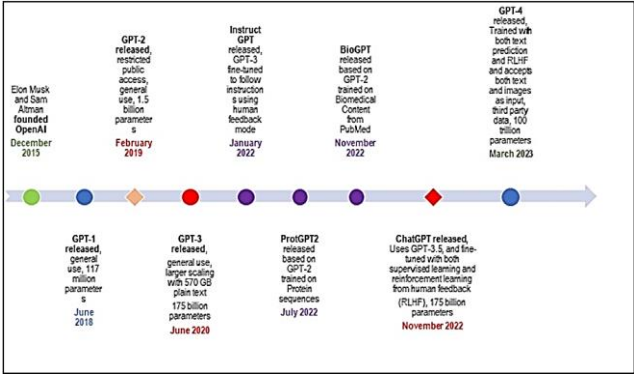 Elon Musk
and Sam
Altman
founded
OpenAI
December
2015
GPT-2
released,
restricted
public
access,
general
use, 1.5
billion
parameter
s
February
2019
Instruct
GPT
released,
GPT-3
fine-tuned
to follow
instruction
s using
human
feedback
mode
January
2022
BioGPT
released
based on
GPT-2
trained on
Biomedical
Content
from
PubMed
November
2022
GPT-4
released,
Trained with
both text
prediction
and RLHF
and accepts
both text
and images
as input,
third party
data, 100
trillion
parameters
March 2023
GPT-1
released,
general
use, 117
million
parameter
s
June
2018
GPT-3
released,
general use,
larger scaling
with 570 GB
plain text
175 billion
parameters
June 2020
ProtGPT2
released
based on
GPT-2
trained on
Protein
sequences
July 2022
ChatGPT released,
Uses GPT-3.5, and fine-
tuned with both
supervised learning and
reinforcement learning
from human feedback
(RLHF), 175 billion
parameters
November 2022